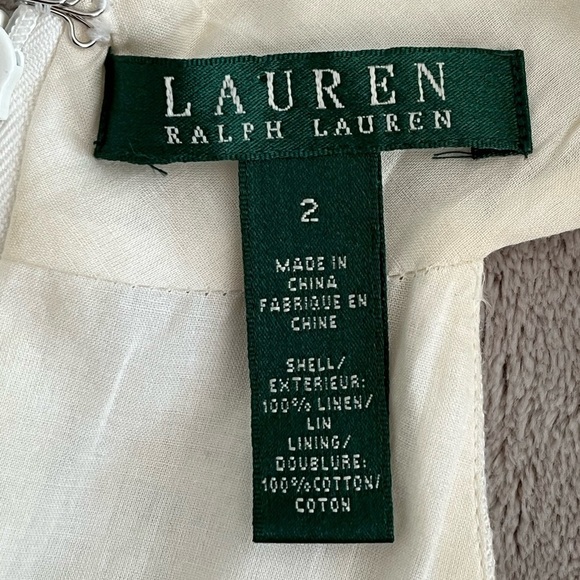 LAUREN
RALPH LAUREN
2
MADE IN
CHINA
FABRIQUE EN
CHINE
SHELL/
EXTERIEUR:
100% LINEN/
LIN
LINING/
DOUBLURE:
100% COTTON/
COTON